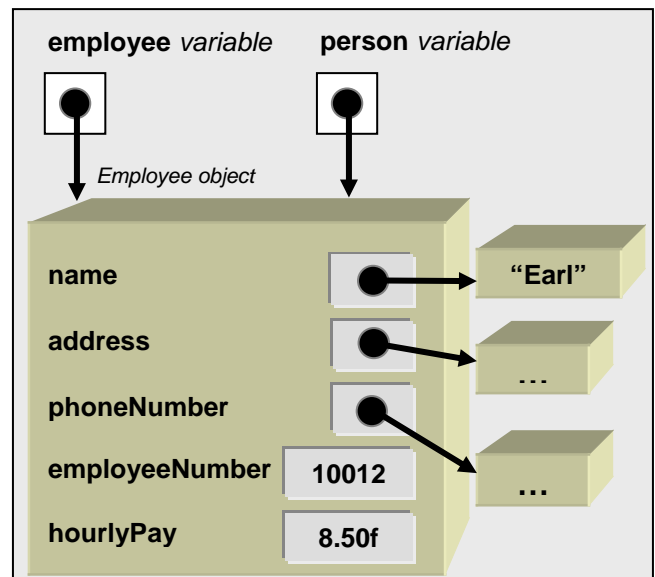 employee variable person variable
Employee object
name
“Earl”
address
...
phoneNumber
employeeNumber 10012
...
hourlyPay 8.50f